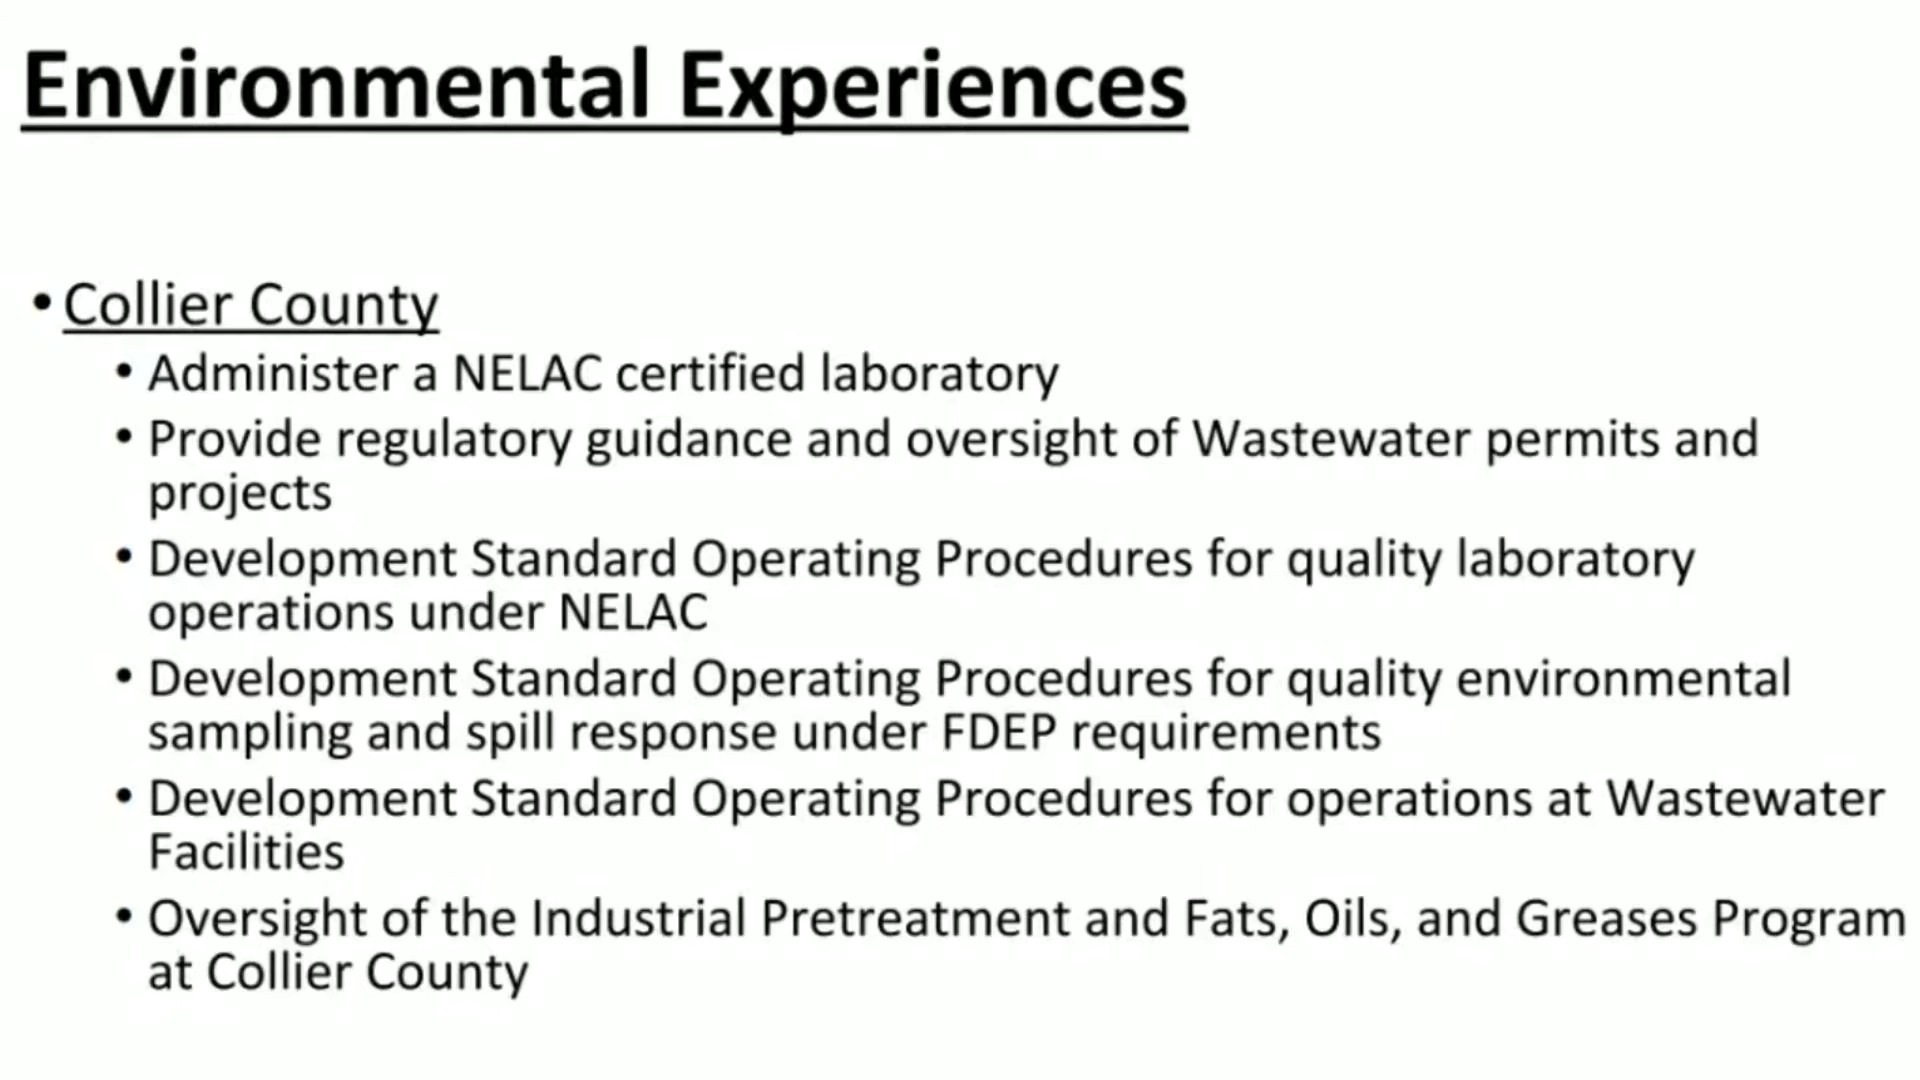 Environmental Experiences
• Collier County
• Administer a NELAC certified laboratory
• Provide regulatory guidance and oversight of Wastewater permits and
projects
• Development Standard Operating Procedures for quality laboratory
operations under NELAC
• Development Standard Operating Procedures for quality environmental
sampling and spill response under FDEP requirements
• Development Standard Operating Procedures for operations at Wastewater
Facilities
• Oversight of the Industrial Pretreatment and Fats, Oils, and Greases Program
at Collier County